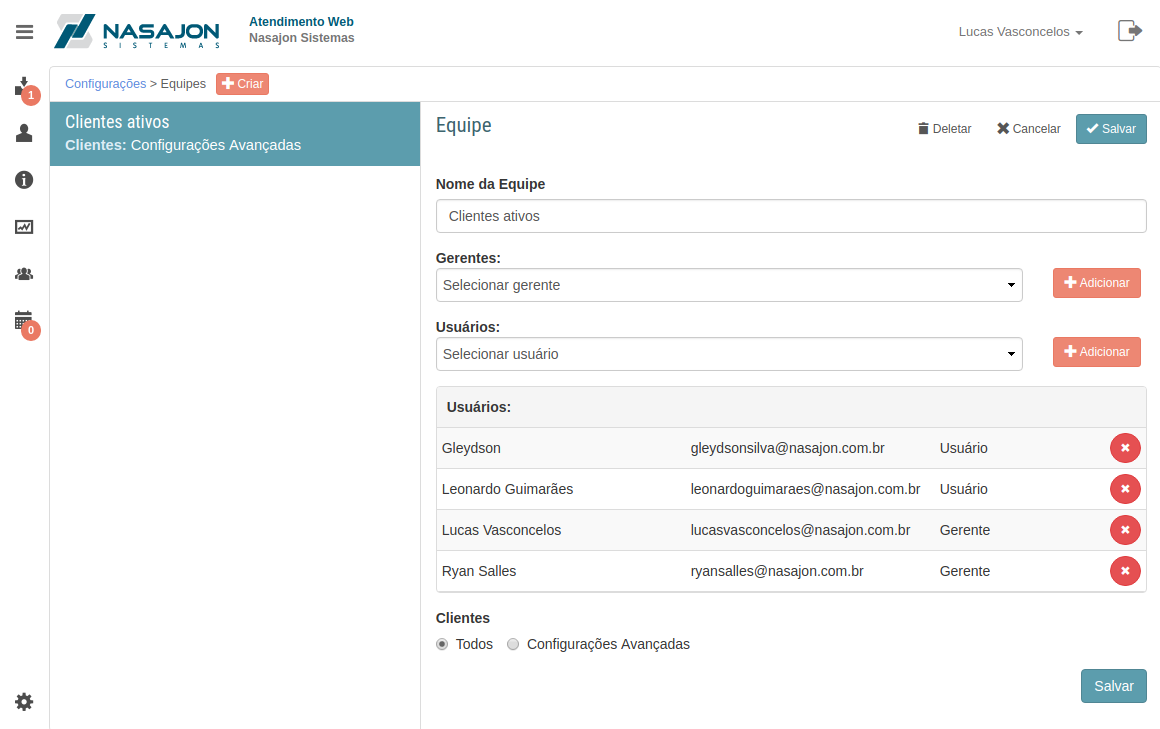 NASAJON
SISTEMAS
Atendimento Web
Nasajon Sistemas
Lucas Vasconcelos
1
0
Configurações > Equipes
Criar
Clientes ativos
Clientes: Configurações Avançadas
Equipe
Deletar
Cancelar
Salvar
Nome da Equipe
Clientes ativos
Gerentes:
Selecionar gerente
Adicionar
Usuários:
Selecionar usuário
Adicionar
Usuários:
Gleydson gleydsonsilva@nasajon.com.br Usuário
Leonardo Guimarães leonardoguimaraes@nasajon.com.br Usuário
Lucas Vasconcelos lucasvasconcelos@nasajon.com.br Gerente
Ryan Salles ryansalles@nasajon.com.br Gerente
Clientes
Todos Configurações Avançadas
Salvar